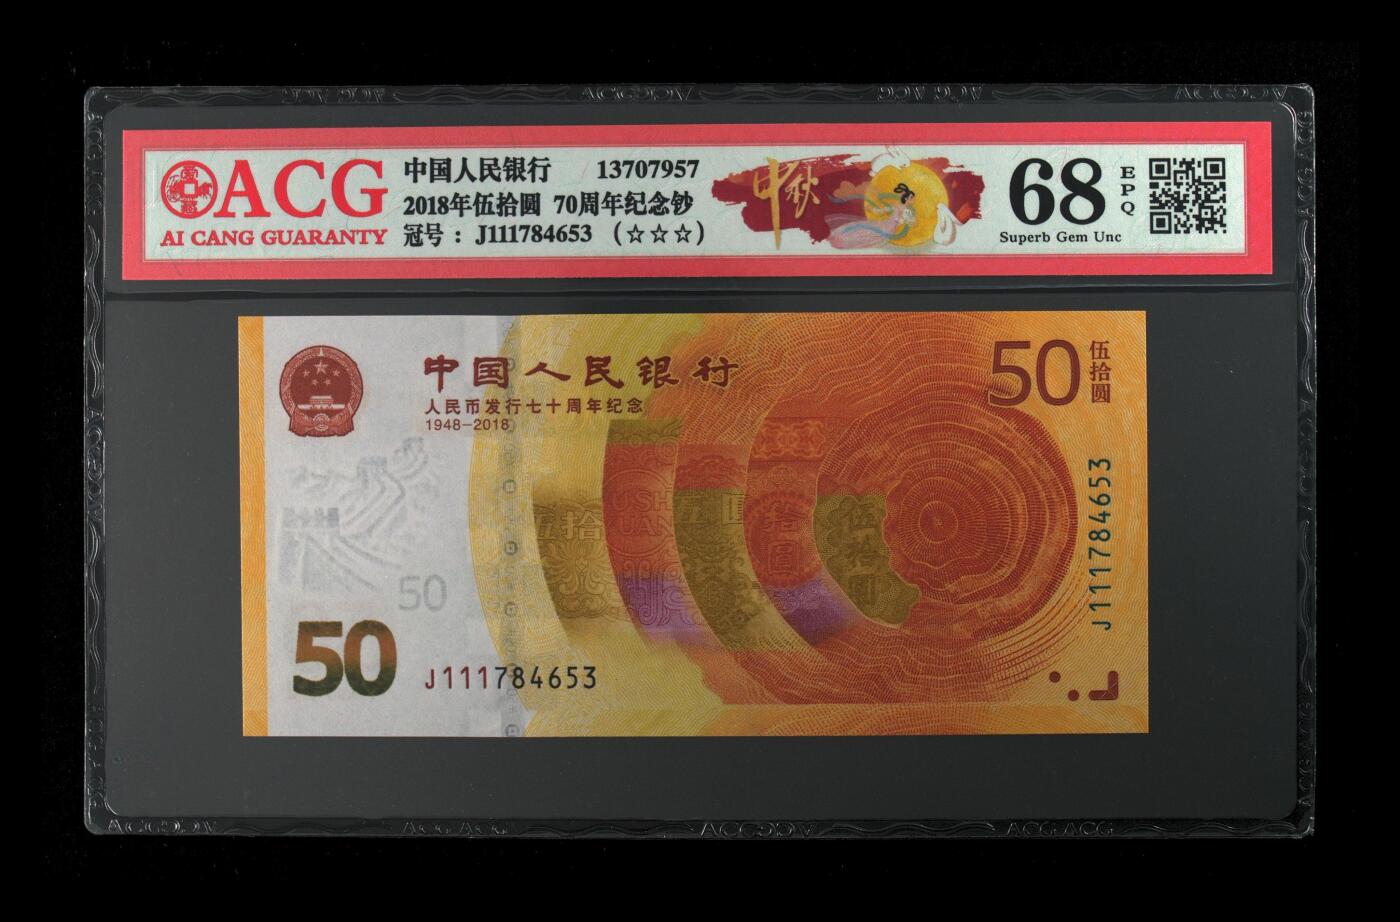 ACG
AI CANG GUARANTY
中国人民银行 13707957
2018年伍拾圆 70周年纪念钞
冠号：J111784653（☆☆☆）
中秋
68
EPQ
Superb Gem Unc
中国人民银行
人民币发行七十周年纪念
1948-2018
50
伍拾圆
J111784653
伍拾
五圆
拾圆
伍拾圆
50
50
J111784653